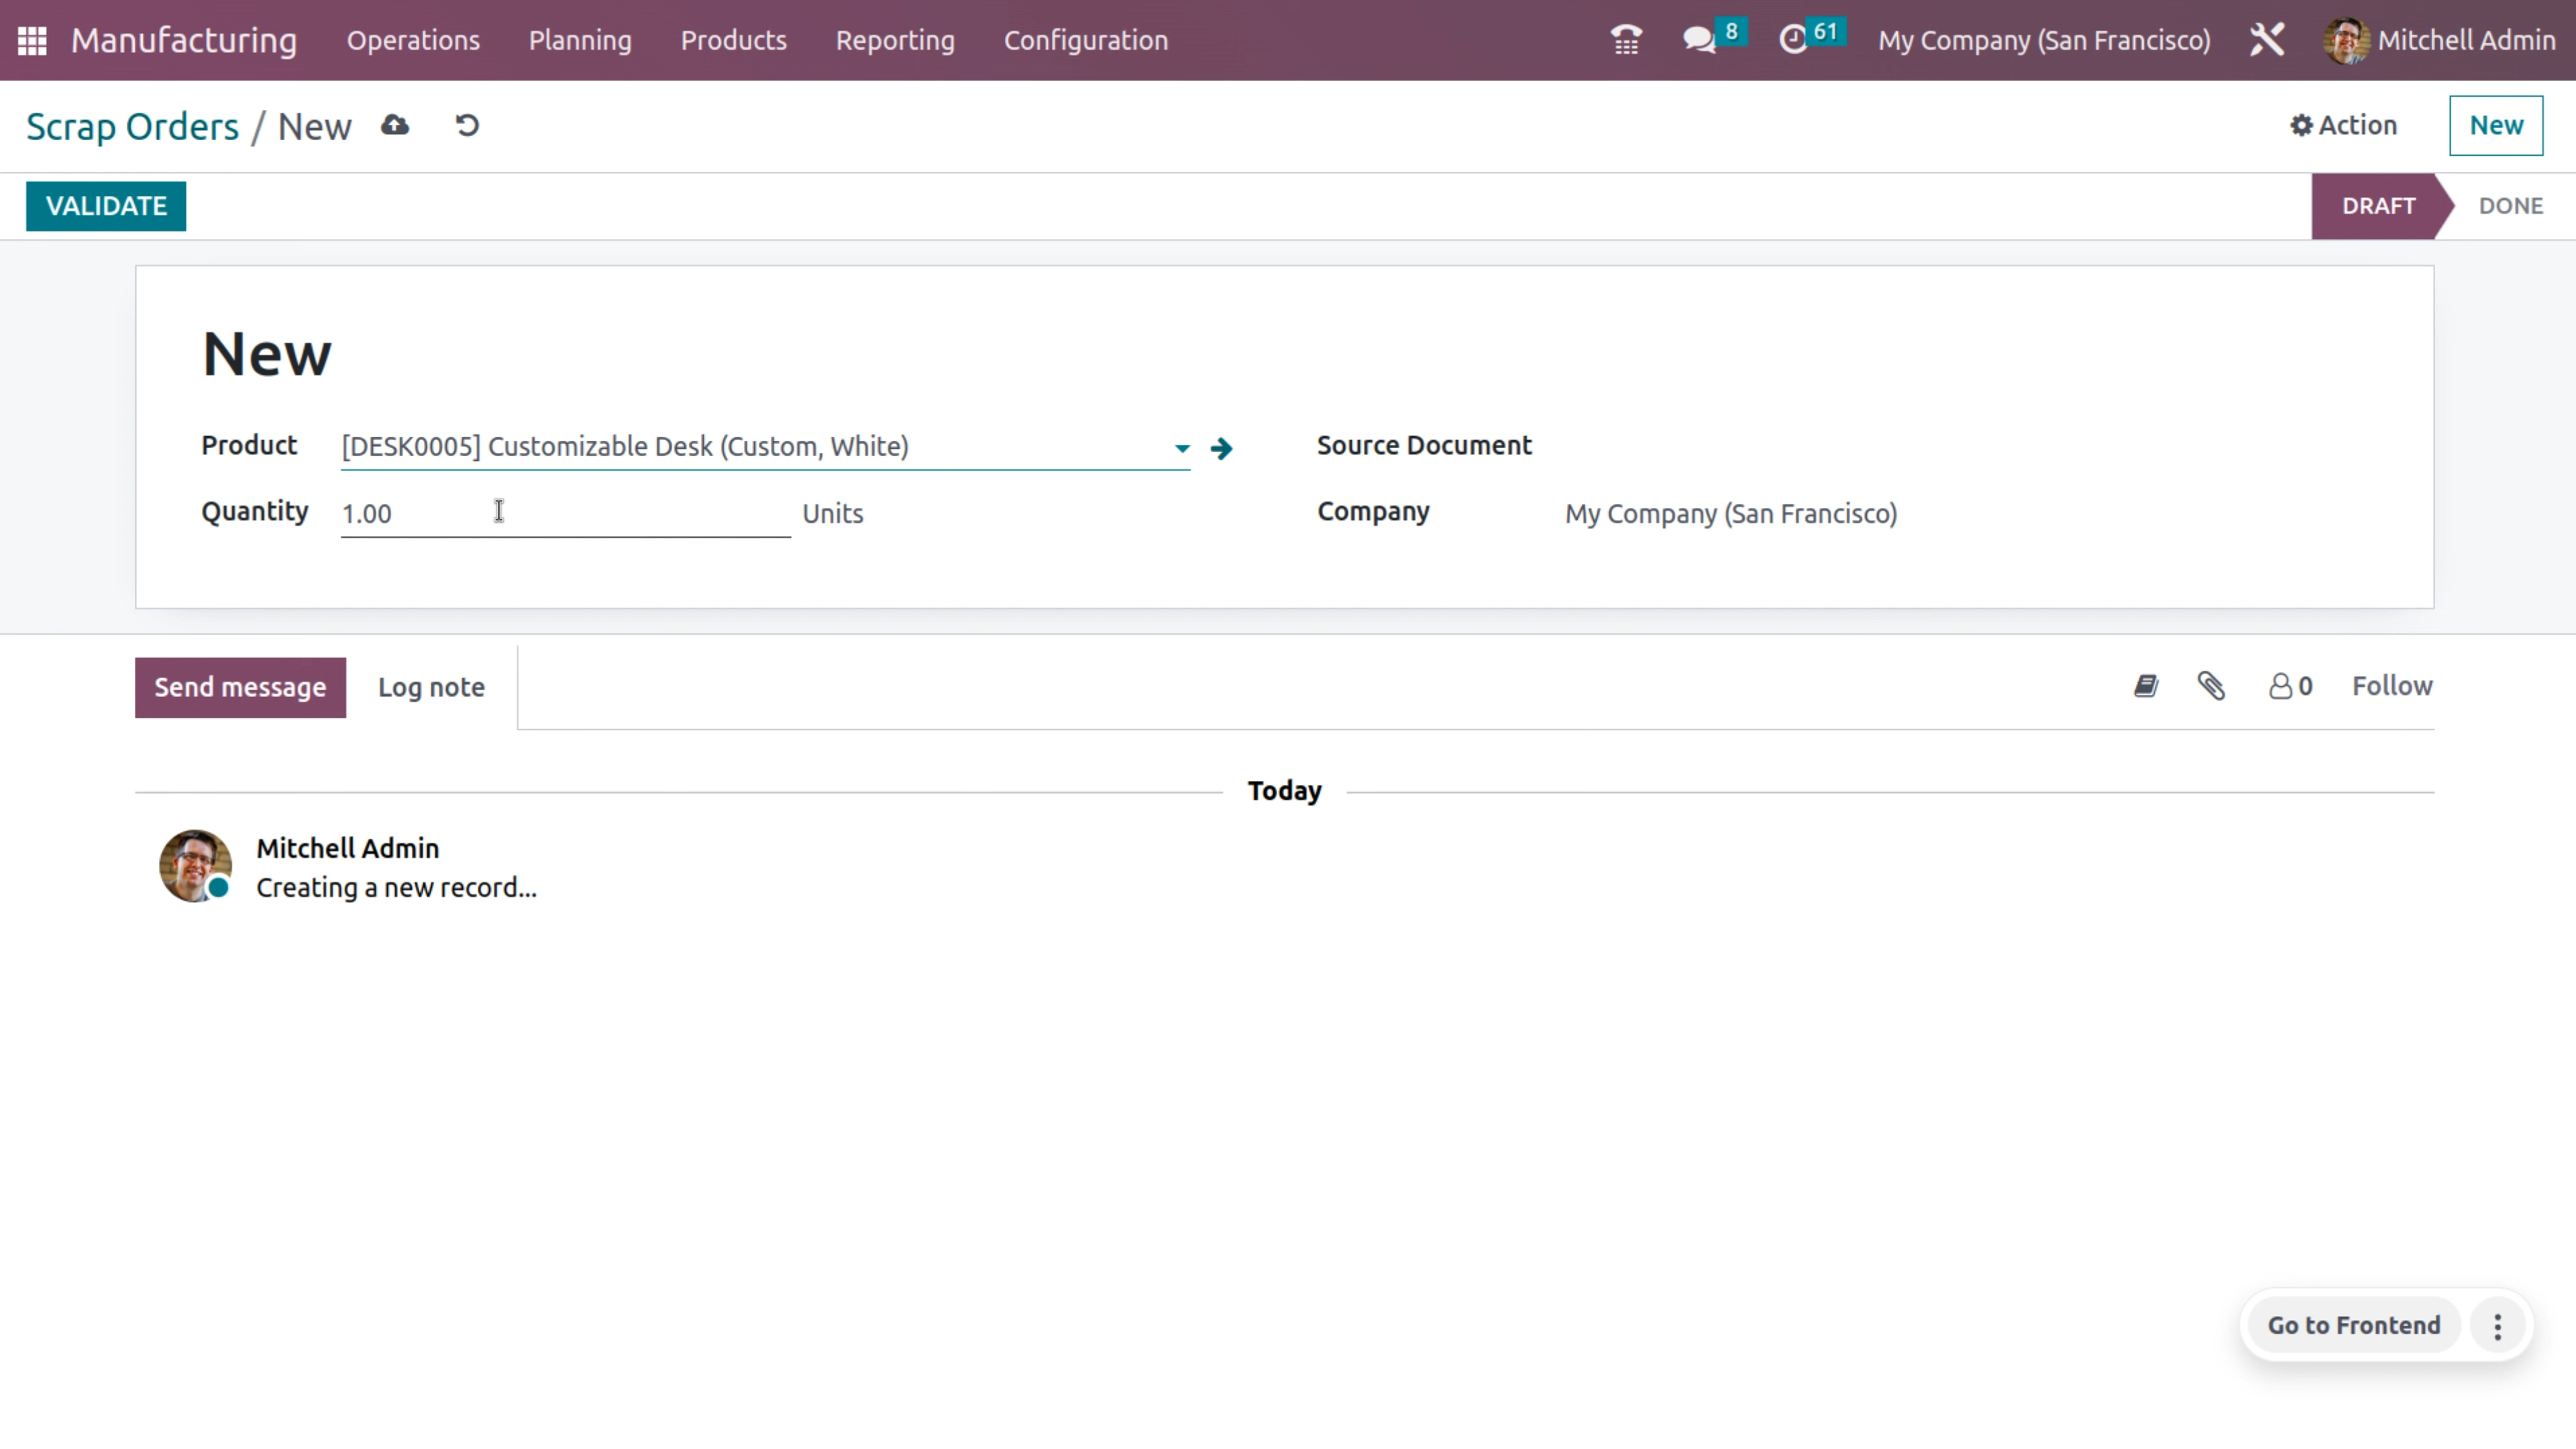 Manufacturing Operations Planning Products Reporting Configuration 8 61 My Company (San Francisco) Mitchell Admin
Scrap Orders / New Action New
VALIDATE DRAFT DONE
New
Product [DESK0005] Customizable Desk (Custom, White) Source Document
Quantity 1.00 Units Company My Company (San Francisco)
Send message Log note 0 Follow
Today
Mitchell Admin
Creating a new record...
Go to Frontend